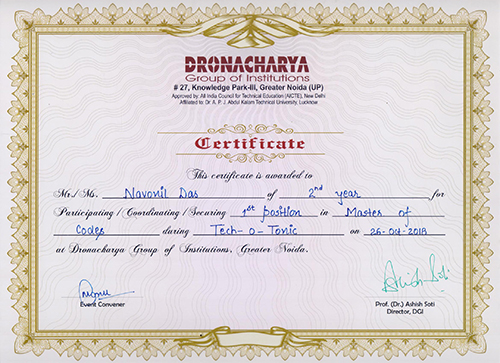 DRONACHARYA
Group of Institutions
# 27, Knowledge Park-III, Greater Noida (UP)
Approved by: All India Council for Technical Education (AICTE), New Delhi
Affiliated to: Dr. A. P. J. Abdul Kalam Technical University, Lucknow
Certificate
This certificate is awarded to
Mr./Ms. Navonil Das of 2nd year for
Participating / Coordinating / Securing 1st position in Master of
Codes during Tech-o-Tonic on 26-04-2018
at Dronacharya Group of Institutions, Greater Noida.
Ashish Soti
Event Convener
Prof. (Dr.) Ashish Soti
Director, DGI